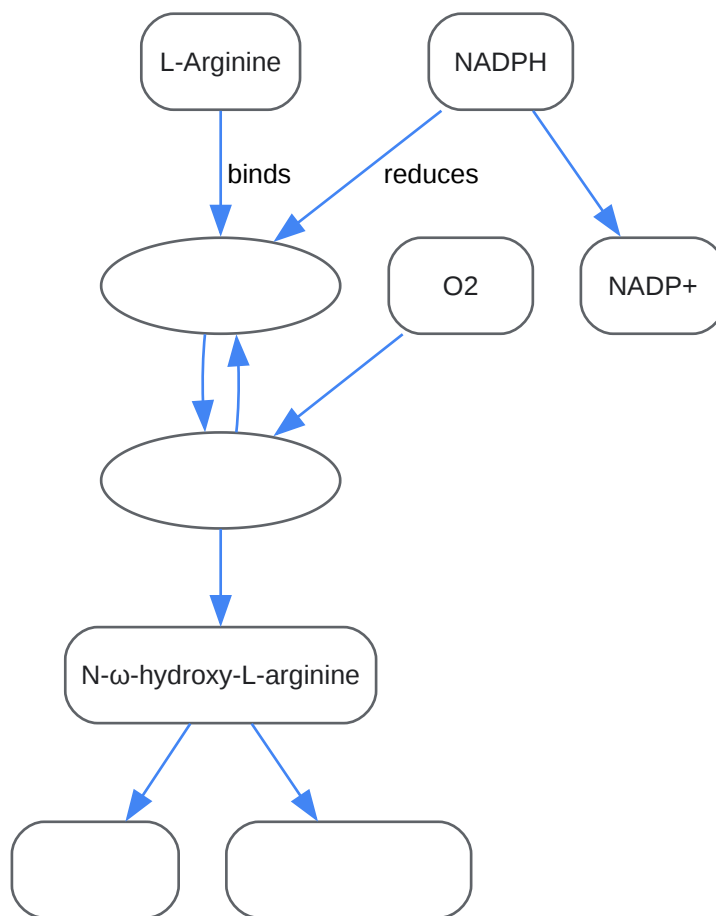 L-Arginine
NADPH
binds
reduces
O2
NADP+
N-ω-hydroxy-L-arginine